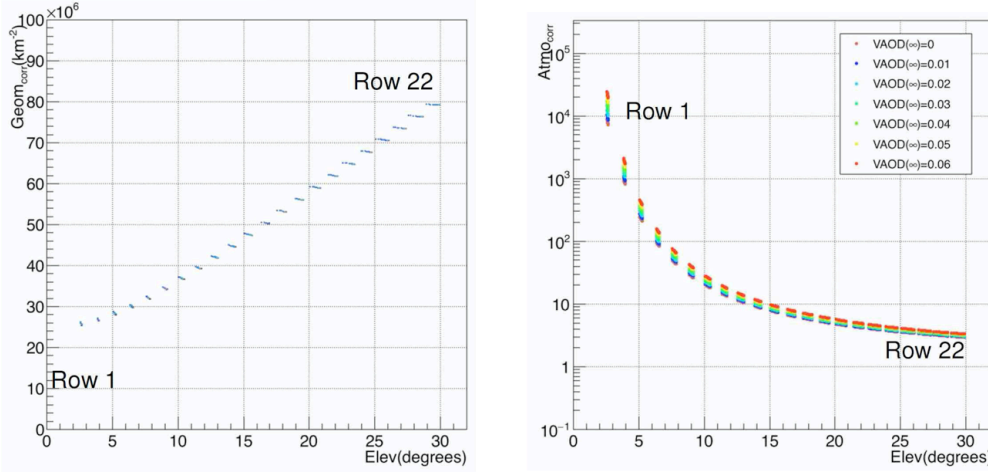 ×10⁶
Geom_corr(km⁻²)
100
90
80
70
60
50
40
30
20
10
0
Row 22
Row 1
0 5 10 15 20 25 30
Elev(degrees)
Atmo_corr
10⁵
10⁴
10³
10²
10
1
10⁻¹
VAOD(∞)=0
VAOD(∞)=0.01
VAOD(∞)=0.02
VAOD(∞)=0.03
VAOD(∞)=0.04
VAOD(∞)=0.05
VAOD(∞)=0.06
Row 1
Row 22
0 5 10 15 20 25 30
Elev(degrees)